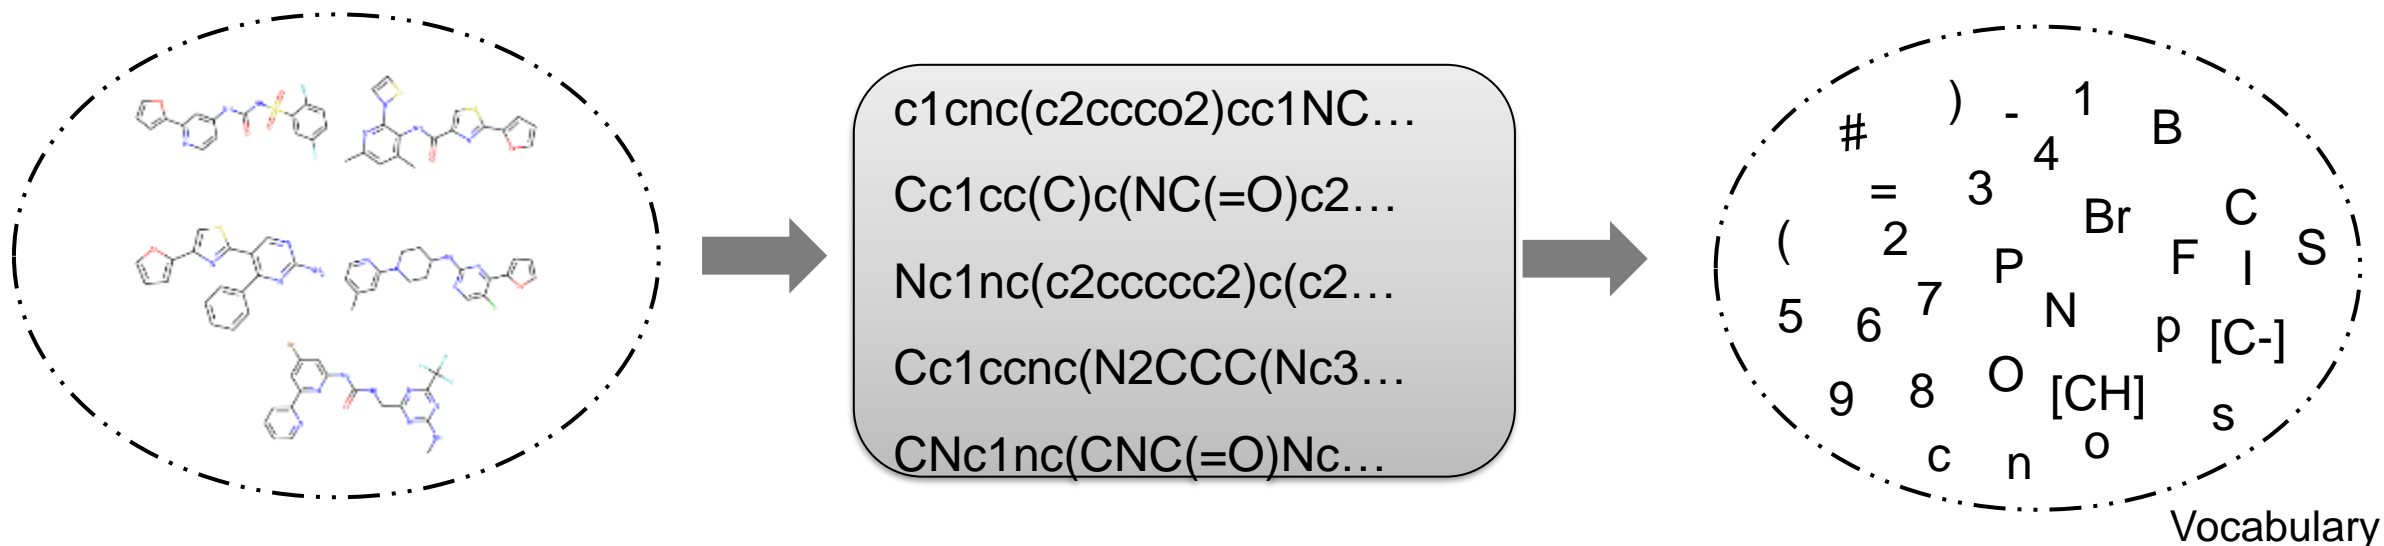 c1cnc(c2ccco2)cc1NC…
Cc1cc(C)c(NC(=O)c2…
Nc1nc(c2ccccc2)c(c2…
Cc1ccnc(N2CCC(Nc3…
CNc1nc(CNC(=O)Nc…
# ) - 1 B
4
= 3 Br C
( 2 P F I S
5 6 7 N p [C-]
9 8 O [CH] s
c n o
Vocabulary